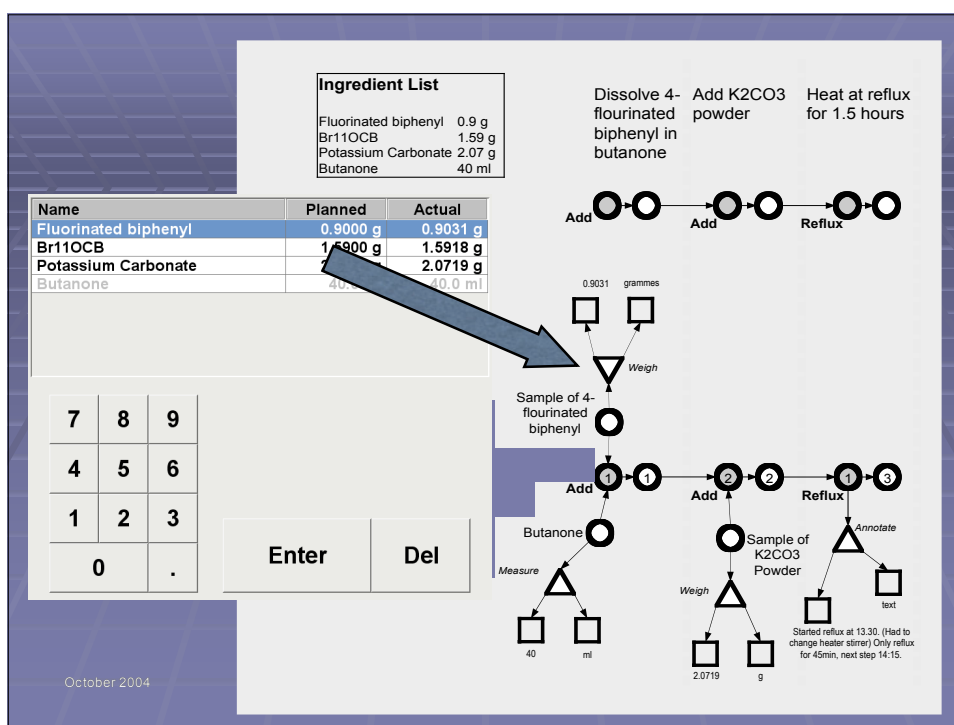 Ingredient List
Fluorinated biphenyl 0.9 g
Br11OCB 1.59 g
Potassium Carbonate 2.07 g
Butanone 40 ml
Dissolve 4-
flourinated
biphenyl in
butanone
Add K2CO3
powder
Heat at reflux
for 1.5 hours
Add
Add
Reflux
Name Planned Actual
Fluorinated biphenyl 0.9000 g 0.9031 g
Br11OCB 1.5900 g 1.5918 g
Potassium Carbonate g 2.0719 g
Butanone 40.0 ml
7 8 9
4 5 6
1 2 3
0 .
Enter Del
0.9031 grammes
Weigh
Sample of 4-
flourinated
biphenyl
Add 1 1
Add 2 2
Reflux 1 3
Butanone
Measure
40 ml
Sample of
K2CO3
Powder
Weigh
2.0719 g
Annotate
text
Started reflux at 13.30. (Had to
change heater stirrer) Only reflux
for 45min, next step 14:15.
October 2004